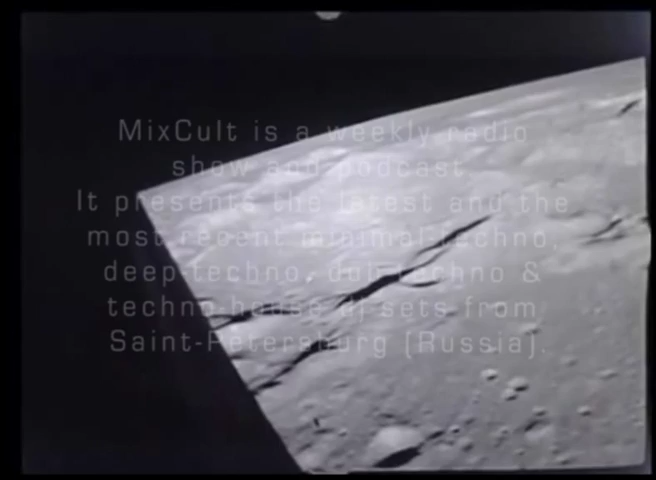 MixCult is a weekly radio
show and podcast.
It presents the latest and the
most recent minimal-techno,
deep-techno, dub-techno &
techno-house dj sets from
Saint-Petersburg (Russia).